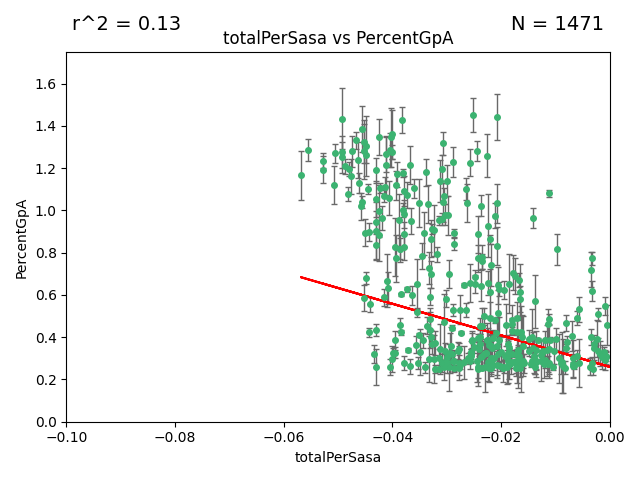 r^2 = 0.13
N = 1471
totalPerSasa vs PercentGpA
PercentGpA
1.6
1.4
1.2
1.0
0.8
0.6
0.4
0.2
0.0
−0.10 −0.08 −0.06 −0.04 −0.02 0.00
totalPerSasa